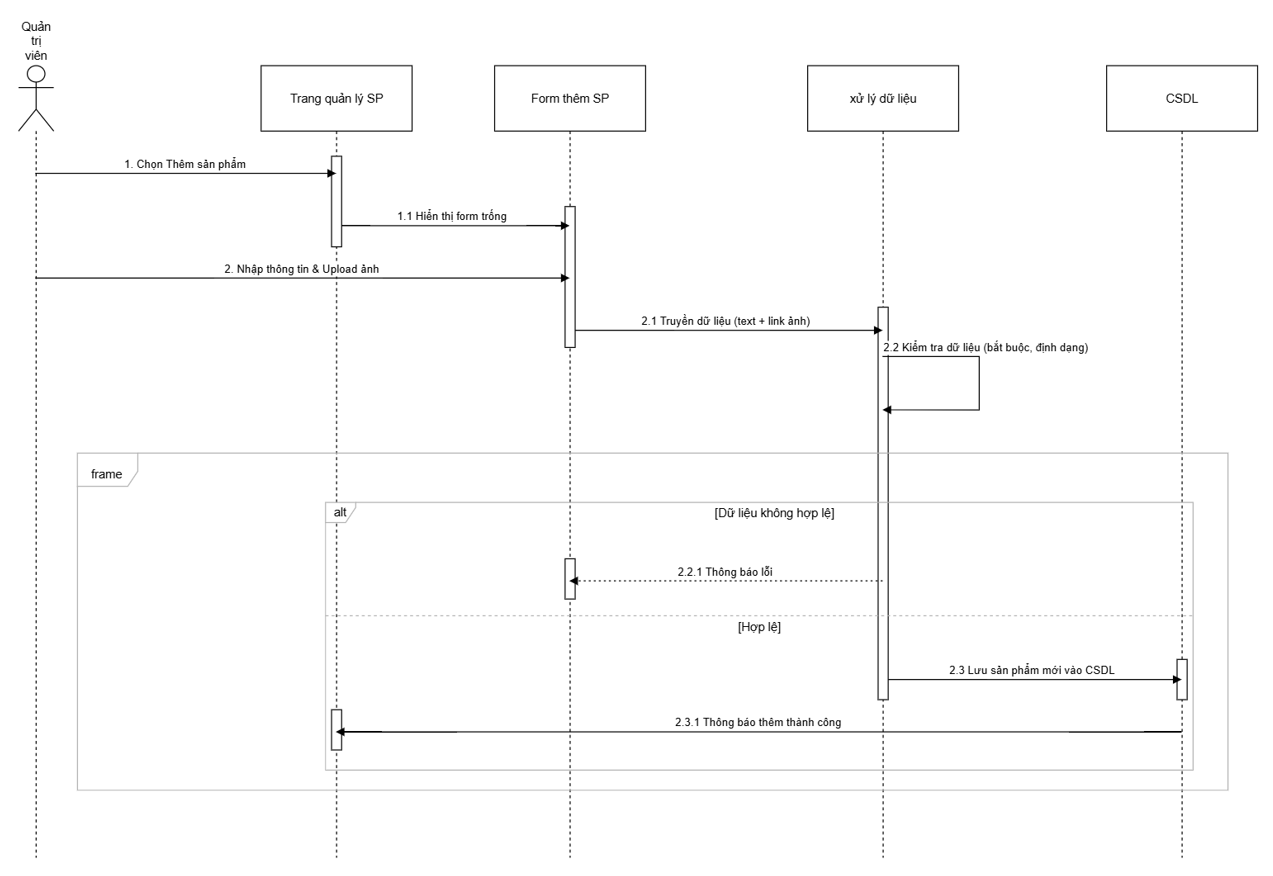 Quản
trị
viên
Trang quản lý SP
Form thêm SP
xử lý dữ liệu
CSDL
1. Chọn Thêm sản phẩm
1.1 Hiển thị form trống
2. Nhập thông tin & Upload ảnh
2.1 Truyền dữ liệu (text + link ảnh)
2.2 Kiểm tra dữ liệu (bắt buộc, định dạng)
frame
alt
[Dữ liệu không hợp lệ]
2.2.1 Thông báo lỗi
[Hợp lệ]
2.3 Lưu sản phẩm mới vào CSDL
2.3.1 Thông báo thêm thành công